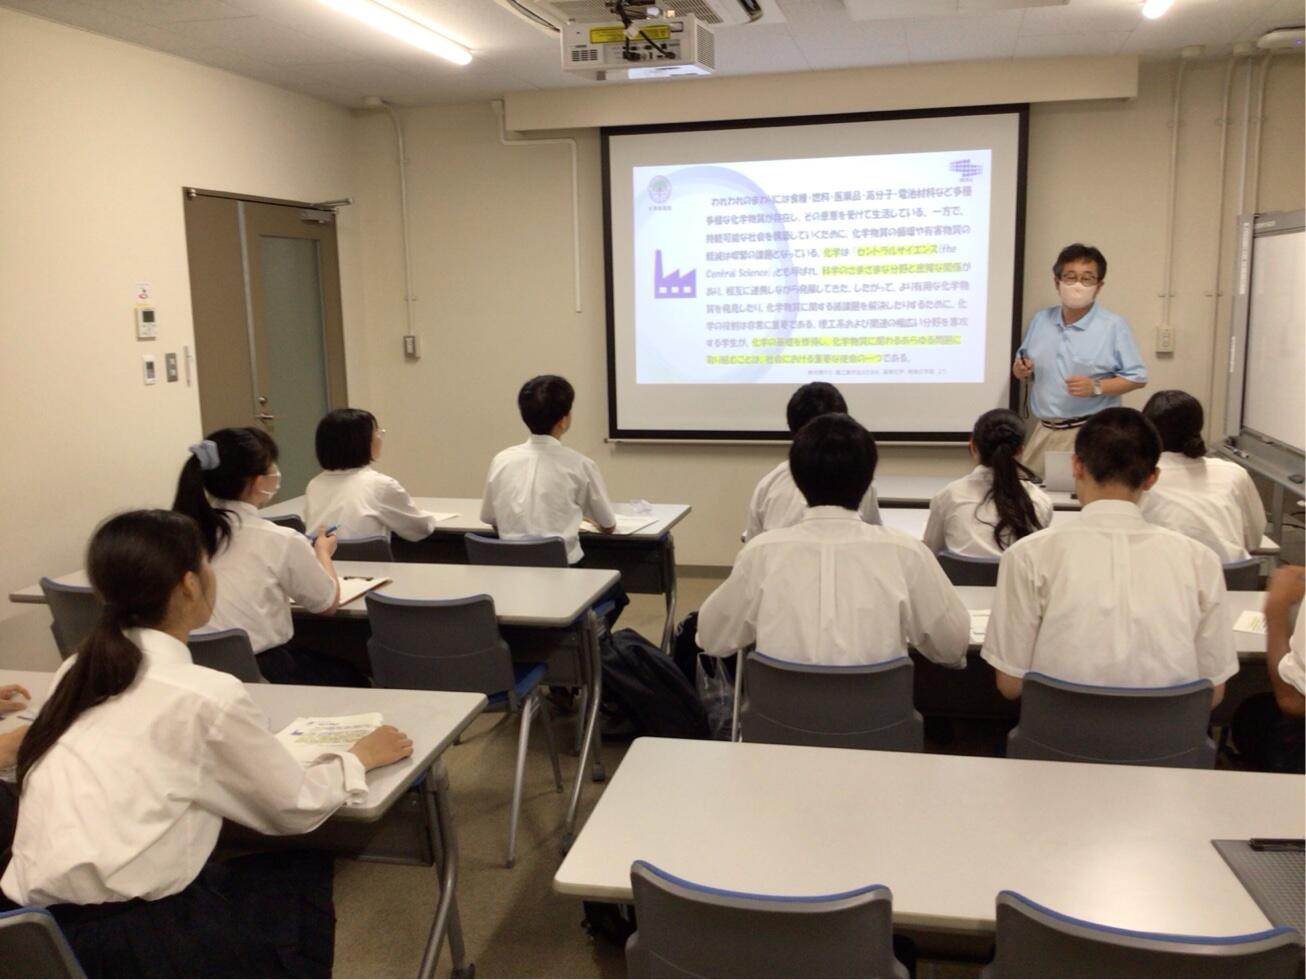 われわれのまわりには食糧・燃料・医薬品・高分子・電池材料など多種
多様な化学物質が存在し、その恩恵を受けて生活している。一方で、
持続可能な社会を構築していくために、化学物質の循環や有害物質の
低減は喫緊の課題となっている。化学は「セントラルサイエンス(the
Central Science)」とも呼ばれ、科学のさまざまな分野と密接な関係が
あり、相互に連携しながら発展してきた。したがって、より有用な化学物
質を発見したり、化学物質に関する諸課題を解決したりするために、化
学の役割は非常に重要である。理工系および関連の幅広い分野を専攻
する学生が、化学の基礎を修得し、化学物質に関わるあらゆる問題に
取り組むことは、社会における重要な使命の一つである。